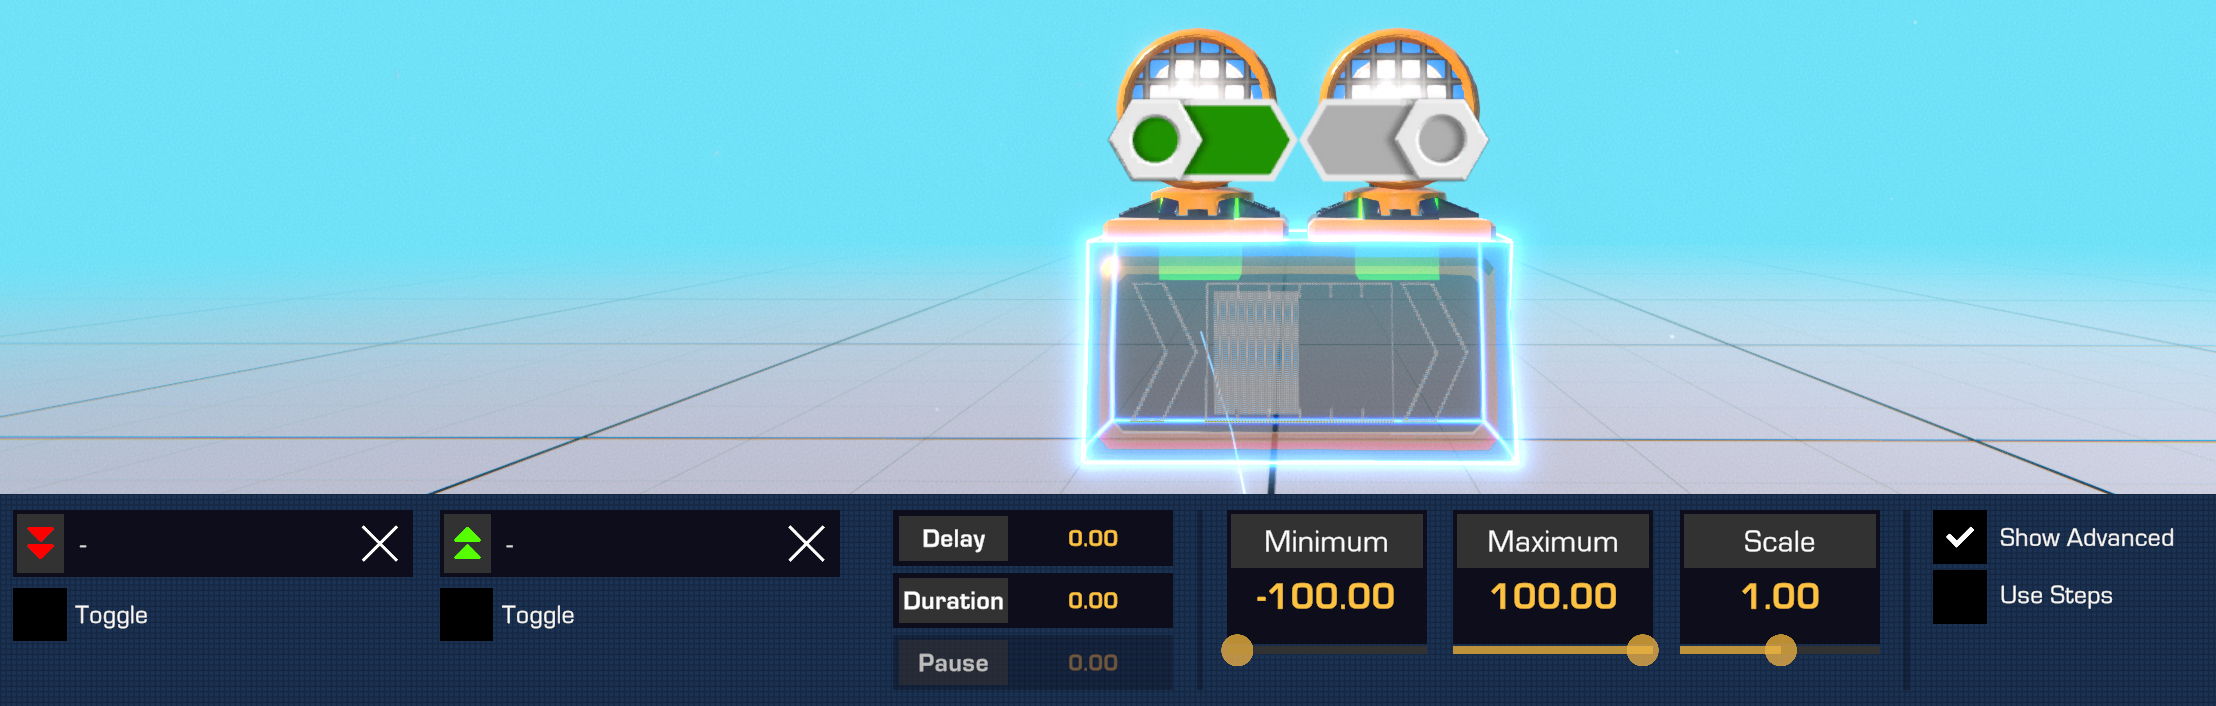 -
Toggle
-
Toggle
Delay 0.00
Duration 0.00
Pause 0.00
Minimum
-100.00
Maximum
100.00
Scale
1.00
Show Advanced
Use Steps